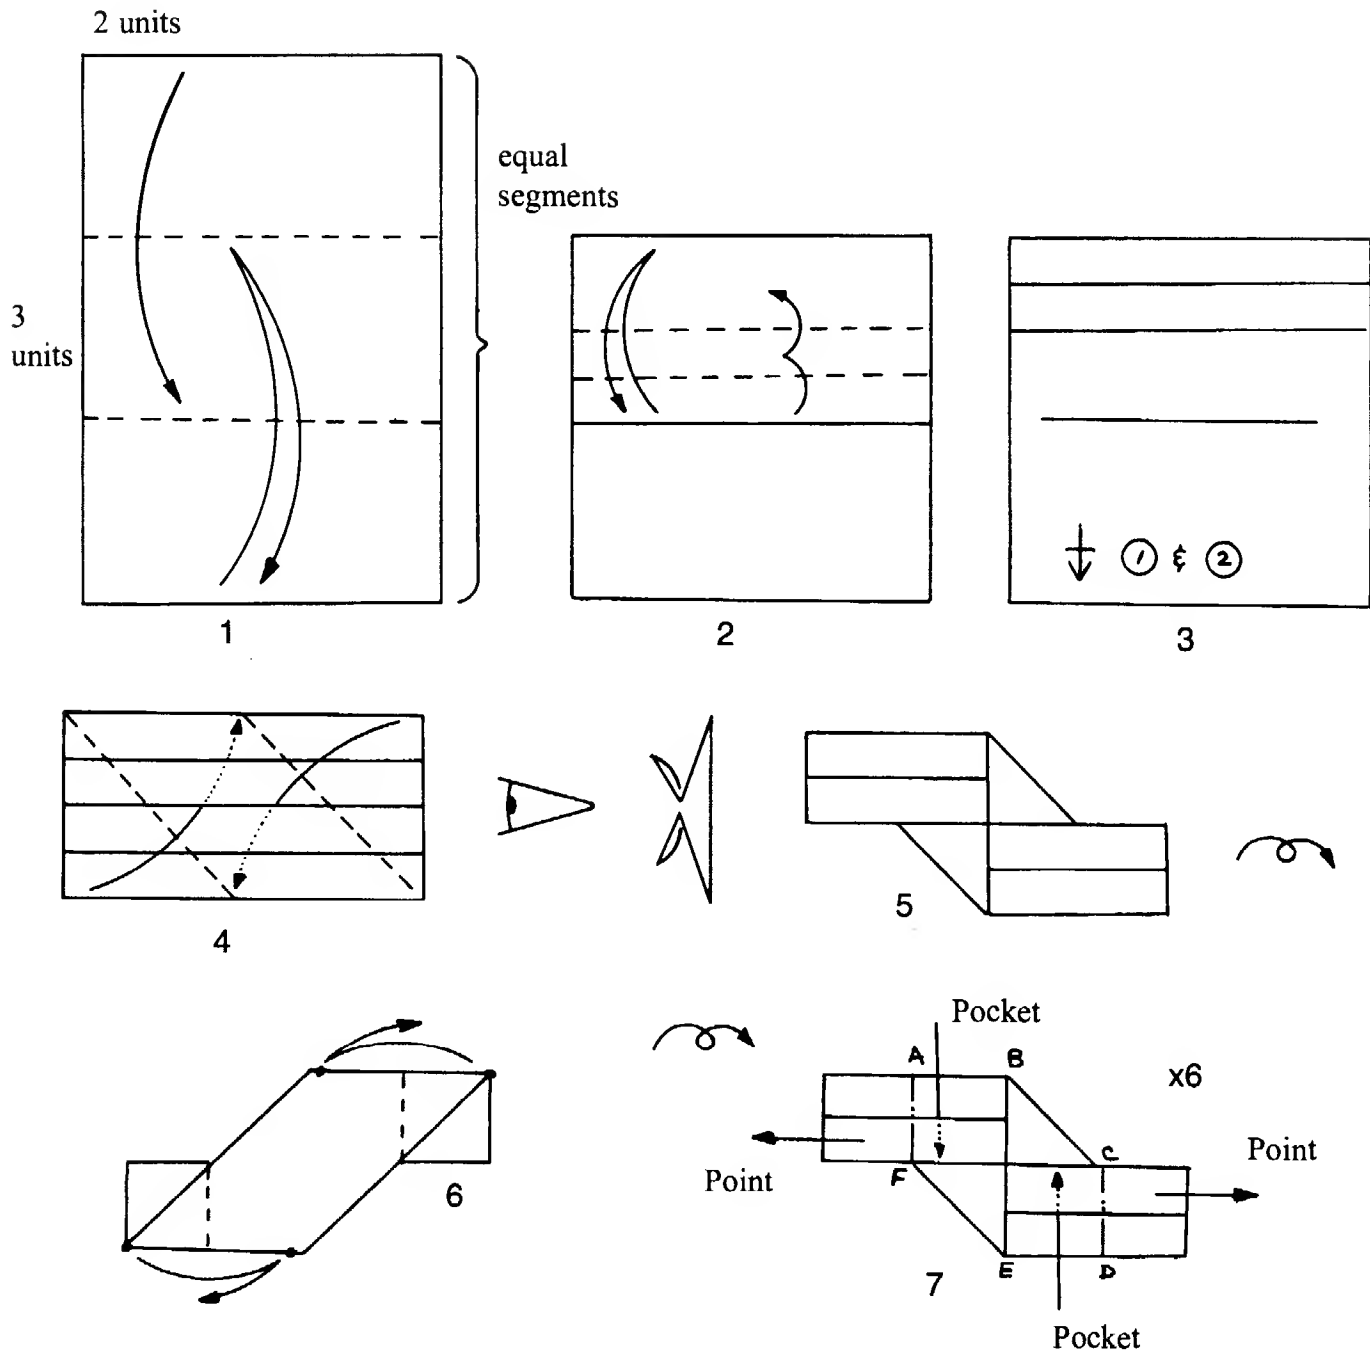 2 units
equal
segments
3
units
1
2
① & ②
3
4
5
6
Pocket
A
B
x6
Point
Point
F
C
E
D
7
Pocket